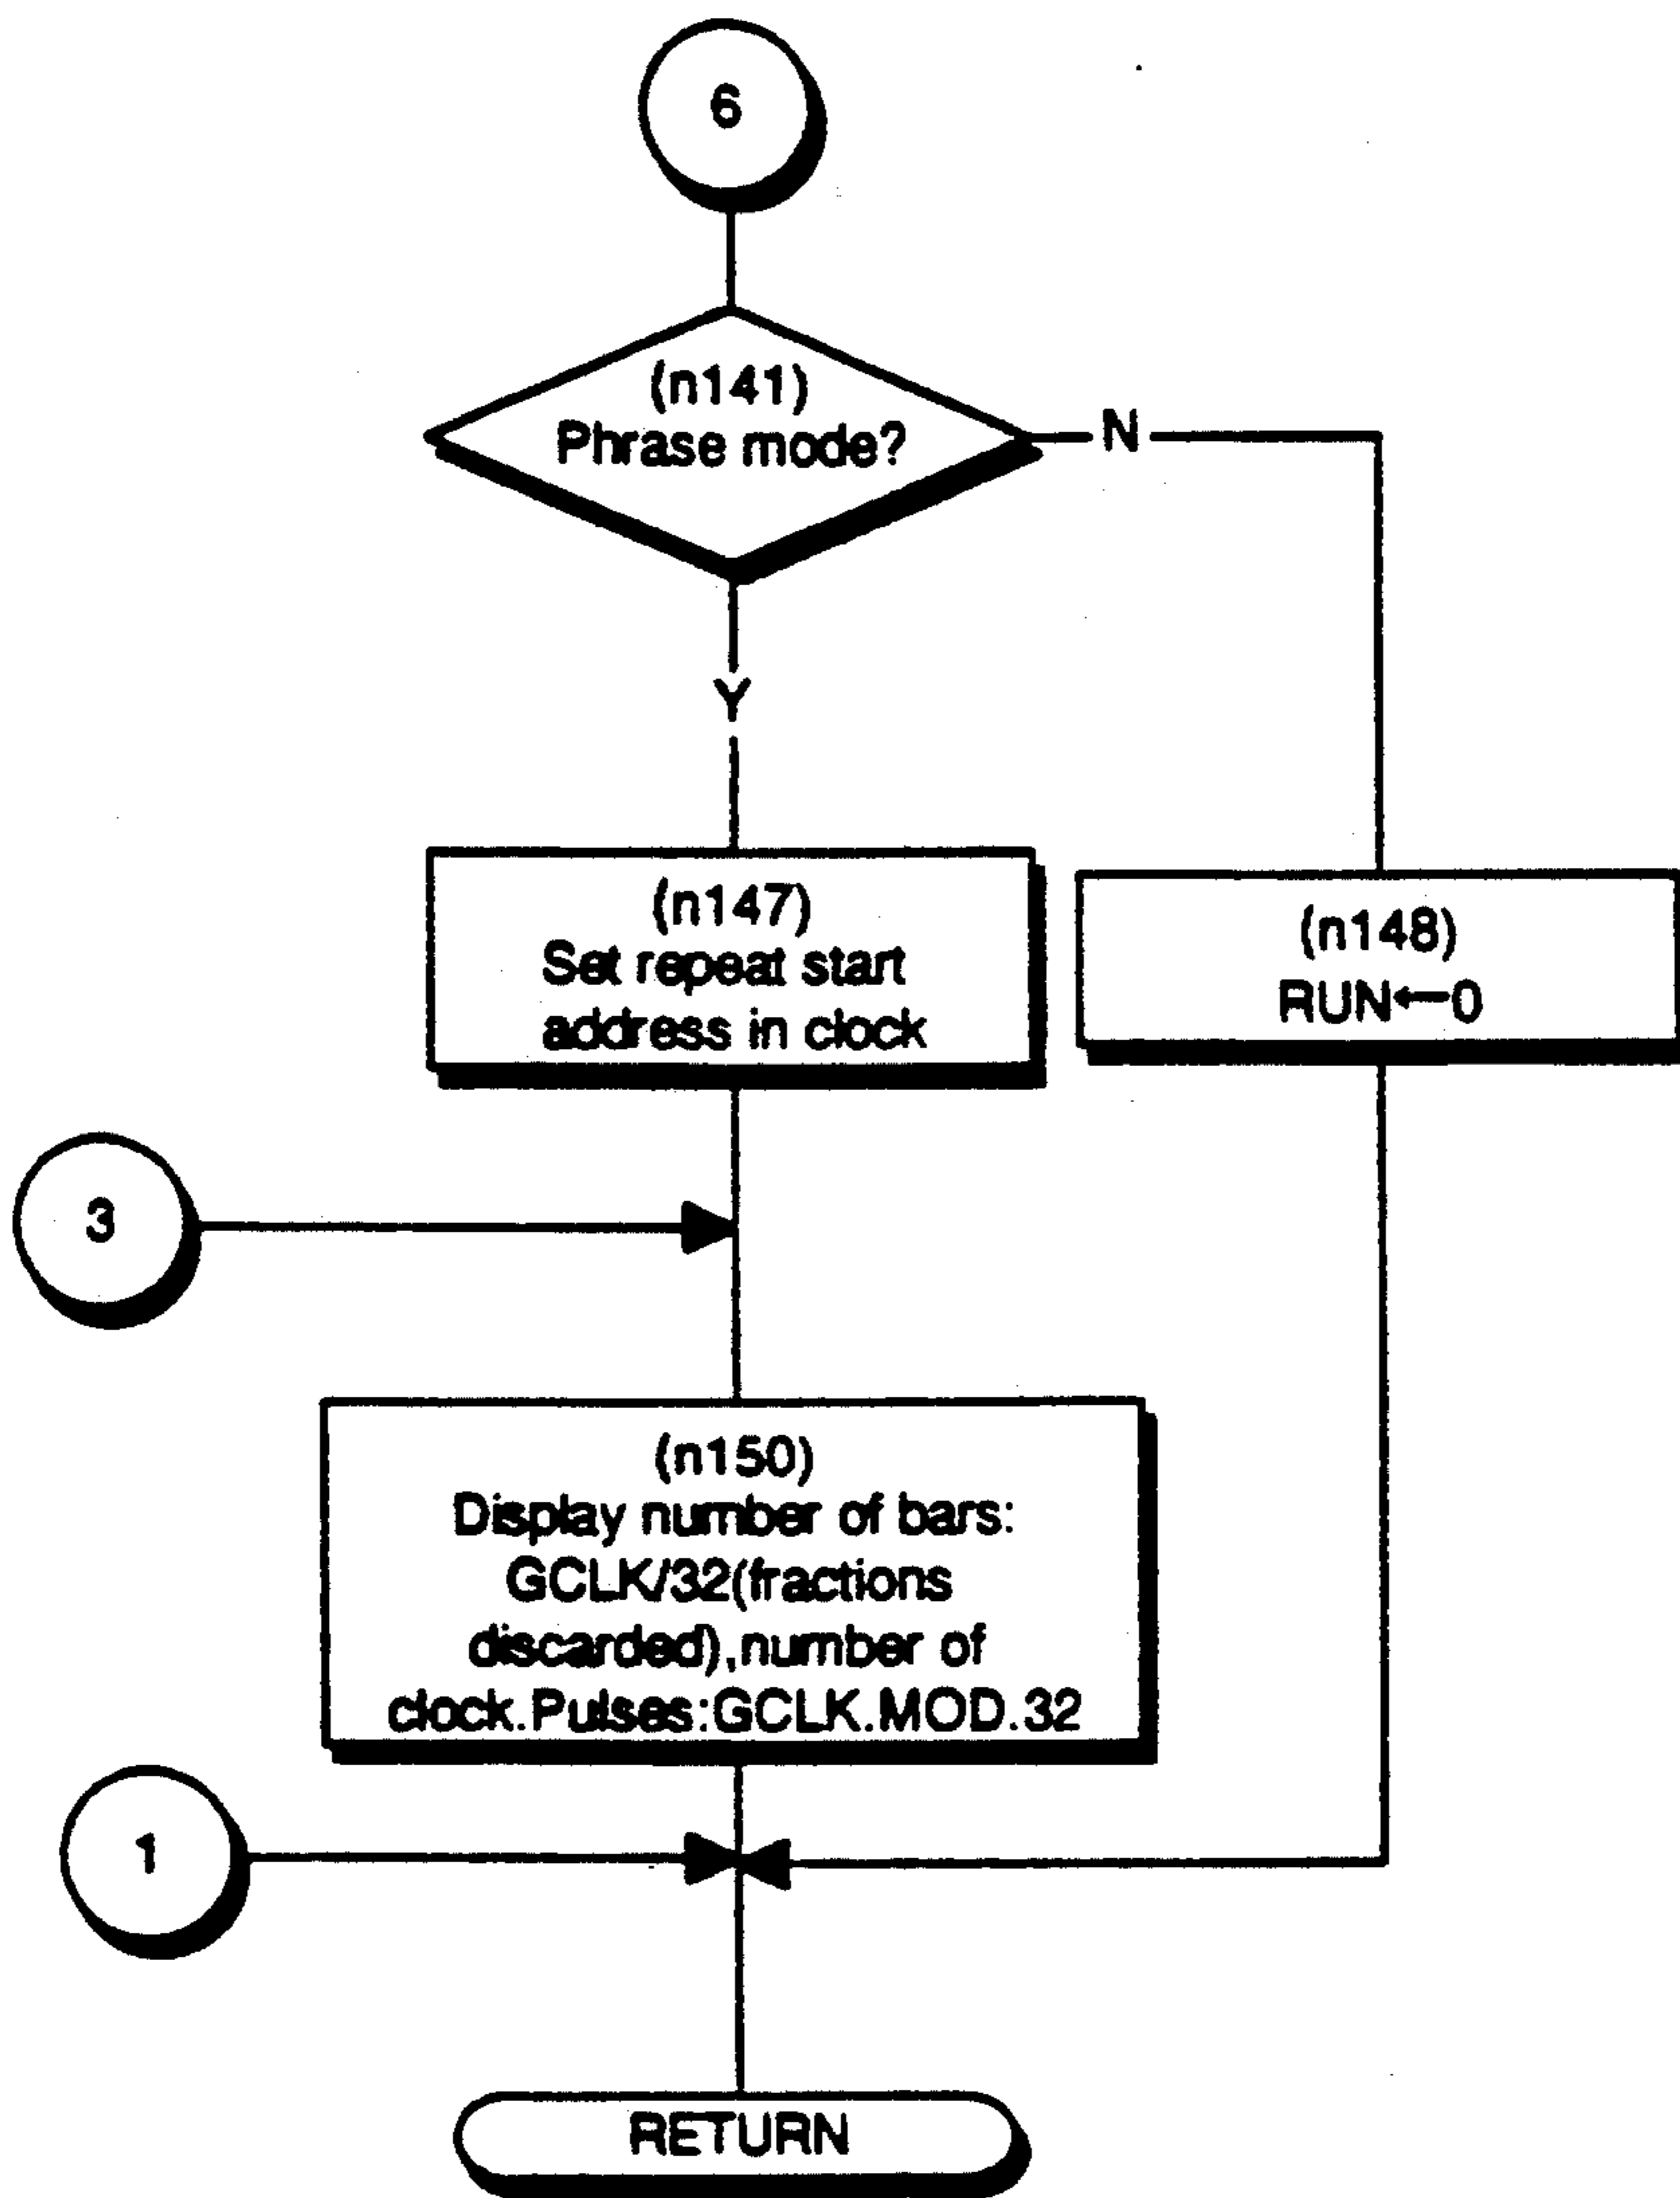 6
(n141)
Phrase mode?
N
Y
(n147)
Set repeat start
address in clock
(n148)
RUN←0
3
(n150)
Display number of bars:
GCLK/32(fractions
discarded),number of
clock.Pulses:GCLK.MOD.32
1
RETURN